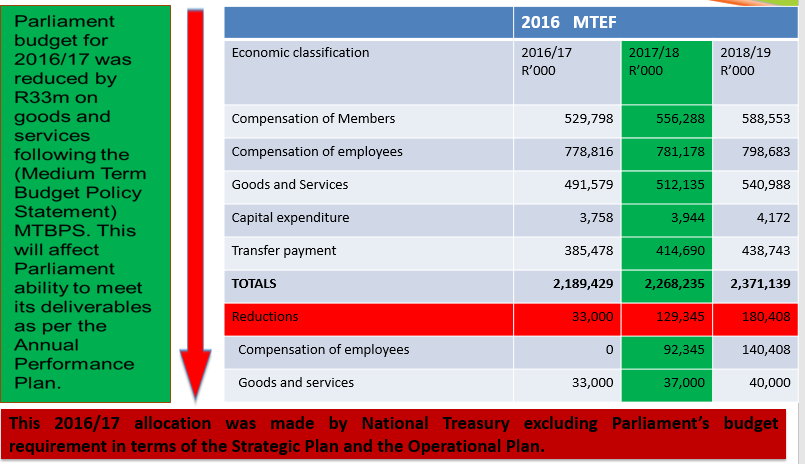 Parliament
budget for
2016/17 was
reduced by
R33m on
goods and
services
following the
(Medium Term
Budget Policy
Statement)
MTBPS. This
will affect
Parliament
ability to meet
its deliverables
as per the
Annual
Performance
Plan.
2016 MTEF
Economic classification 2016/17 2017/18 2018/19
R'000 R'000 R'000
Compensation of Members 529,798 556,288 588,553
Compensation of employees 778,816 781,178 798,683
Goods and Services 491,579 512,135 540,988
Capital expenditure 3,758 3,944 4,172
Transfer payment 385,478 414,690 438,743
TOTALS 2,189,429 2,268,235 2,371,139
Reductions 33,000 129,345 180,408
Compensation of employees 0 92,345 140,408
Goods and services 33,000 37,000 40,000
This 2016/17 allocation was made by National Treasury excluding Parliament's budget
requirement in terms of the Strategic Plan and the Operational Plan.